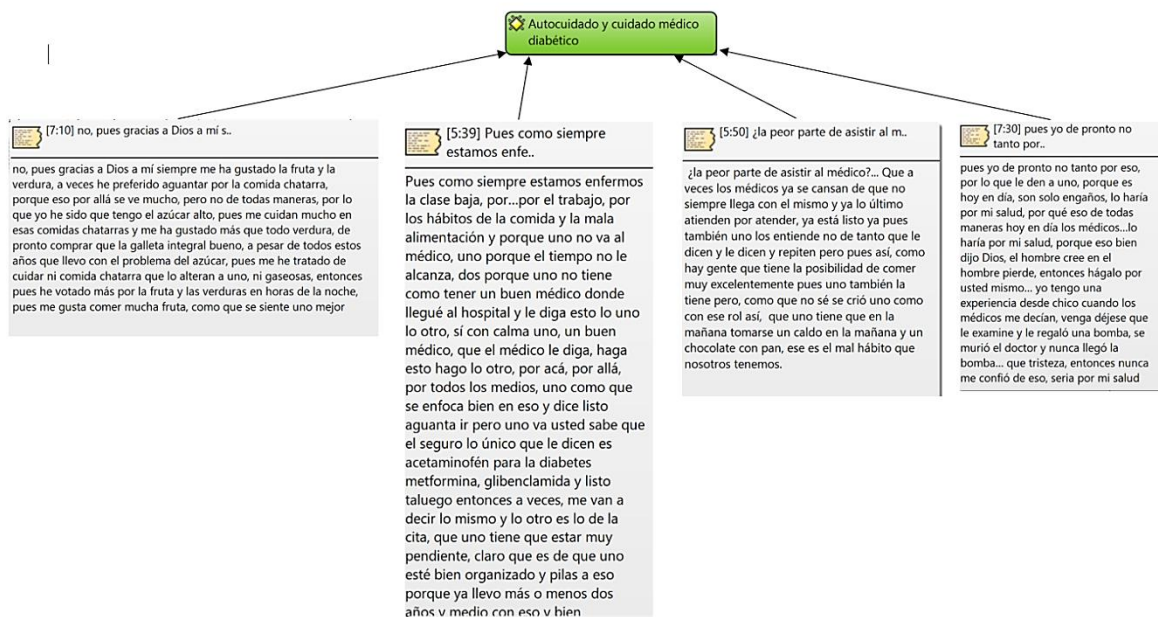 Autocuidado y cuidado médico
diabético
[7:10] no, pues gracias a Dios a mí s..
no, pues gracias a Dios a mí siempre me ha gustado la fruta y la
verdura, a veces he preferido aguantar por la comida chatarra,
porque eso por allá se ve mucho, pero no de todas maneras, por lo
que yo he sido que tengo el azúcar alto, pues me cuidan mucho en
esas comidas chatarras y me ha gustado más que todo verdura, de
pronto comprar que la galleta integral bueno, a pesar de todos estos
años que llevo con el problema del azúcar, pues me he tratado de
cuidar ni comida chatarra que lo alteran a uno, ni gaseosas, entonces
pues he votado más por la fruta y las verduras en horas de la noche,
pues me gusta comer mucha fruta, como que se siente uno mejor
[5:39] Pues como siempre
estamos enfe..
Pues como siempre estamos enfermos
la clase baja, por...por el trabajo, por
los hábitos de la comida y la mala
alimentación y porque uno no va al
médico, uno porque el tiempo no le
alcanza, dos porque uno no tiene
como tener un buen médico donde
llegué al hospital y le diga esto lo uno
lo otro, sí con calma uno, un buen
médico, que el médico le diga, haga
esto hago lo otro, por acá, por allá,
por todos los medios, uno como que
se enfoca bien en eso y dice listo
aguanta ir pero uno va usted sabe que
el seguro lo único que le dicen es
acetaminofén para la diabetes
metformina, glibenclamida y listo
taluego entonces a veces, me van a
decir lo mismo y lo otro es lo de la
cita, que uno tiene que estar muy
pendiente, claro que es de que uno
esté bien organizado y pilas a eso
porque ya llevo más o menos dos
años y medio con eso y bien
[5:50] ¿la peor parte de asistir al m..
¿la peor parte de asistir al médico?... Que a
veces los médicos ya se cansan de que no
siempre llega con el mismo y ya lo último
atienden por atender, ya está listo ya pues
también uno los entiende no de tanto que le
dicen y le dicen y repiten pero pues así, como
hay gente que tiene la posibilidad de comer
muy excelentemente pues uno también la
tiene pero, como que no sé se crió uno como
con ese rol así, que uno tiene que en la
mañana tomarse un caldo en la mañana y un
chocolate con pan, ese es el mal hábito que
nosotros tenemos.
[7:30] pues yo de pronto no
tanto por..
pues yo de pronto no tanto por eso,
por lo que le den a uno, porque es
hoy en día, son solo engaños, lo haría
por mi salud, por qué eso de todas
maneras hoy en día los médicos...lo
haría por mi salud, porque eso bien
dijo Dios, el hombre cree en el
hombre pierde, entonces hágalo por
usted mismo... yo tengo una
experiencia desde chico cuando los
médicos me decían, venga déjese que
le examine y le regaló una bomba, se
murió el doctor y nunca llegó la
bomba... que tristeza, entonces nunca
me confió de eso, seria por mi salud